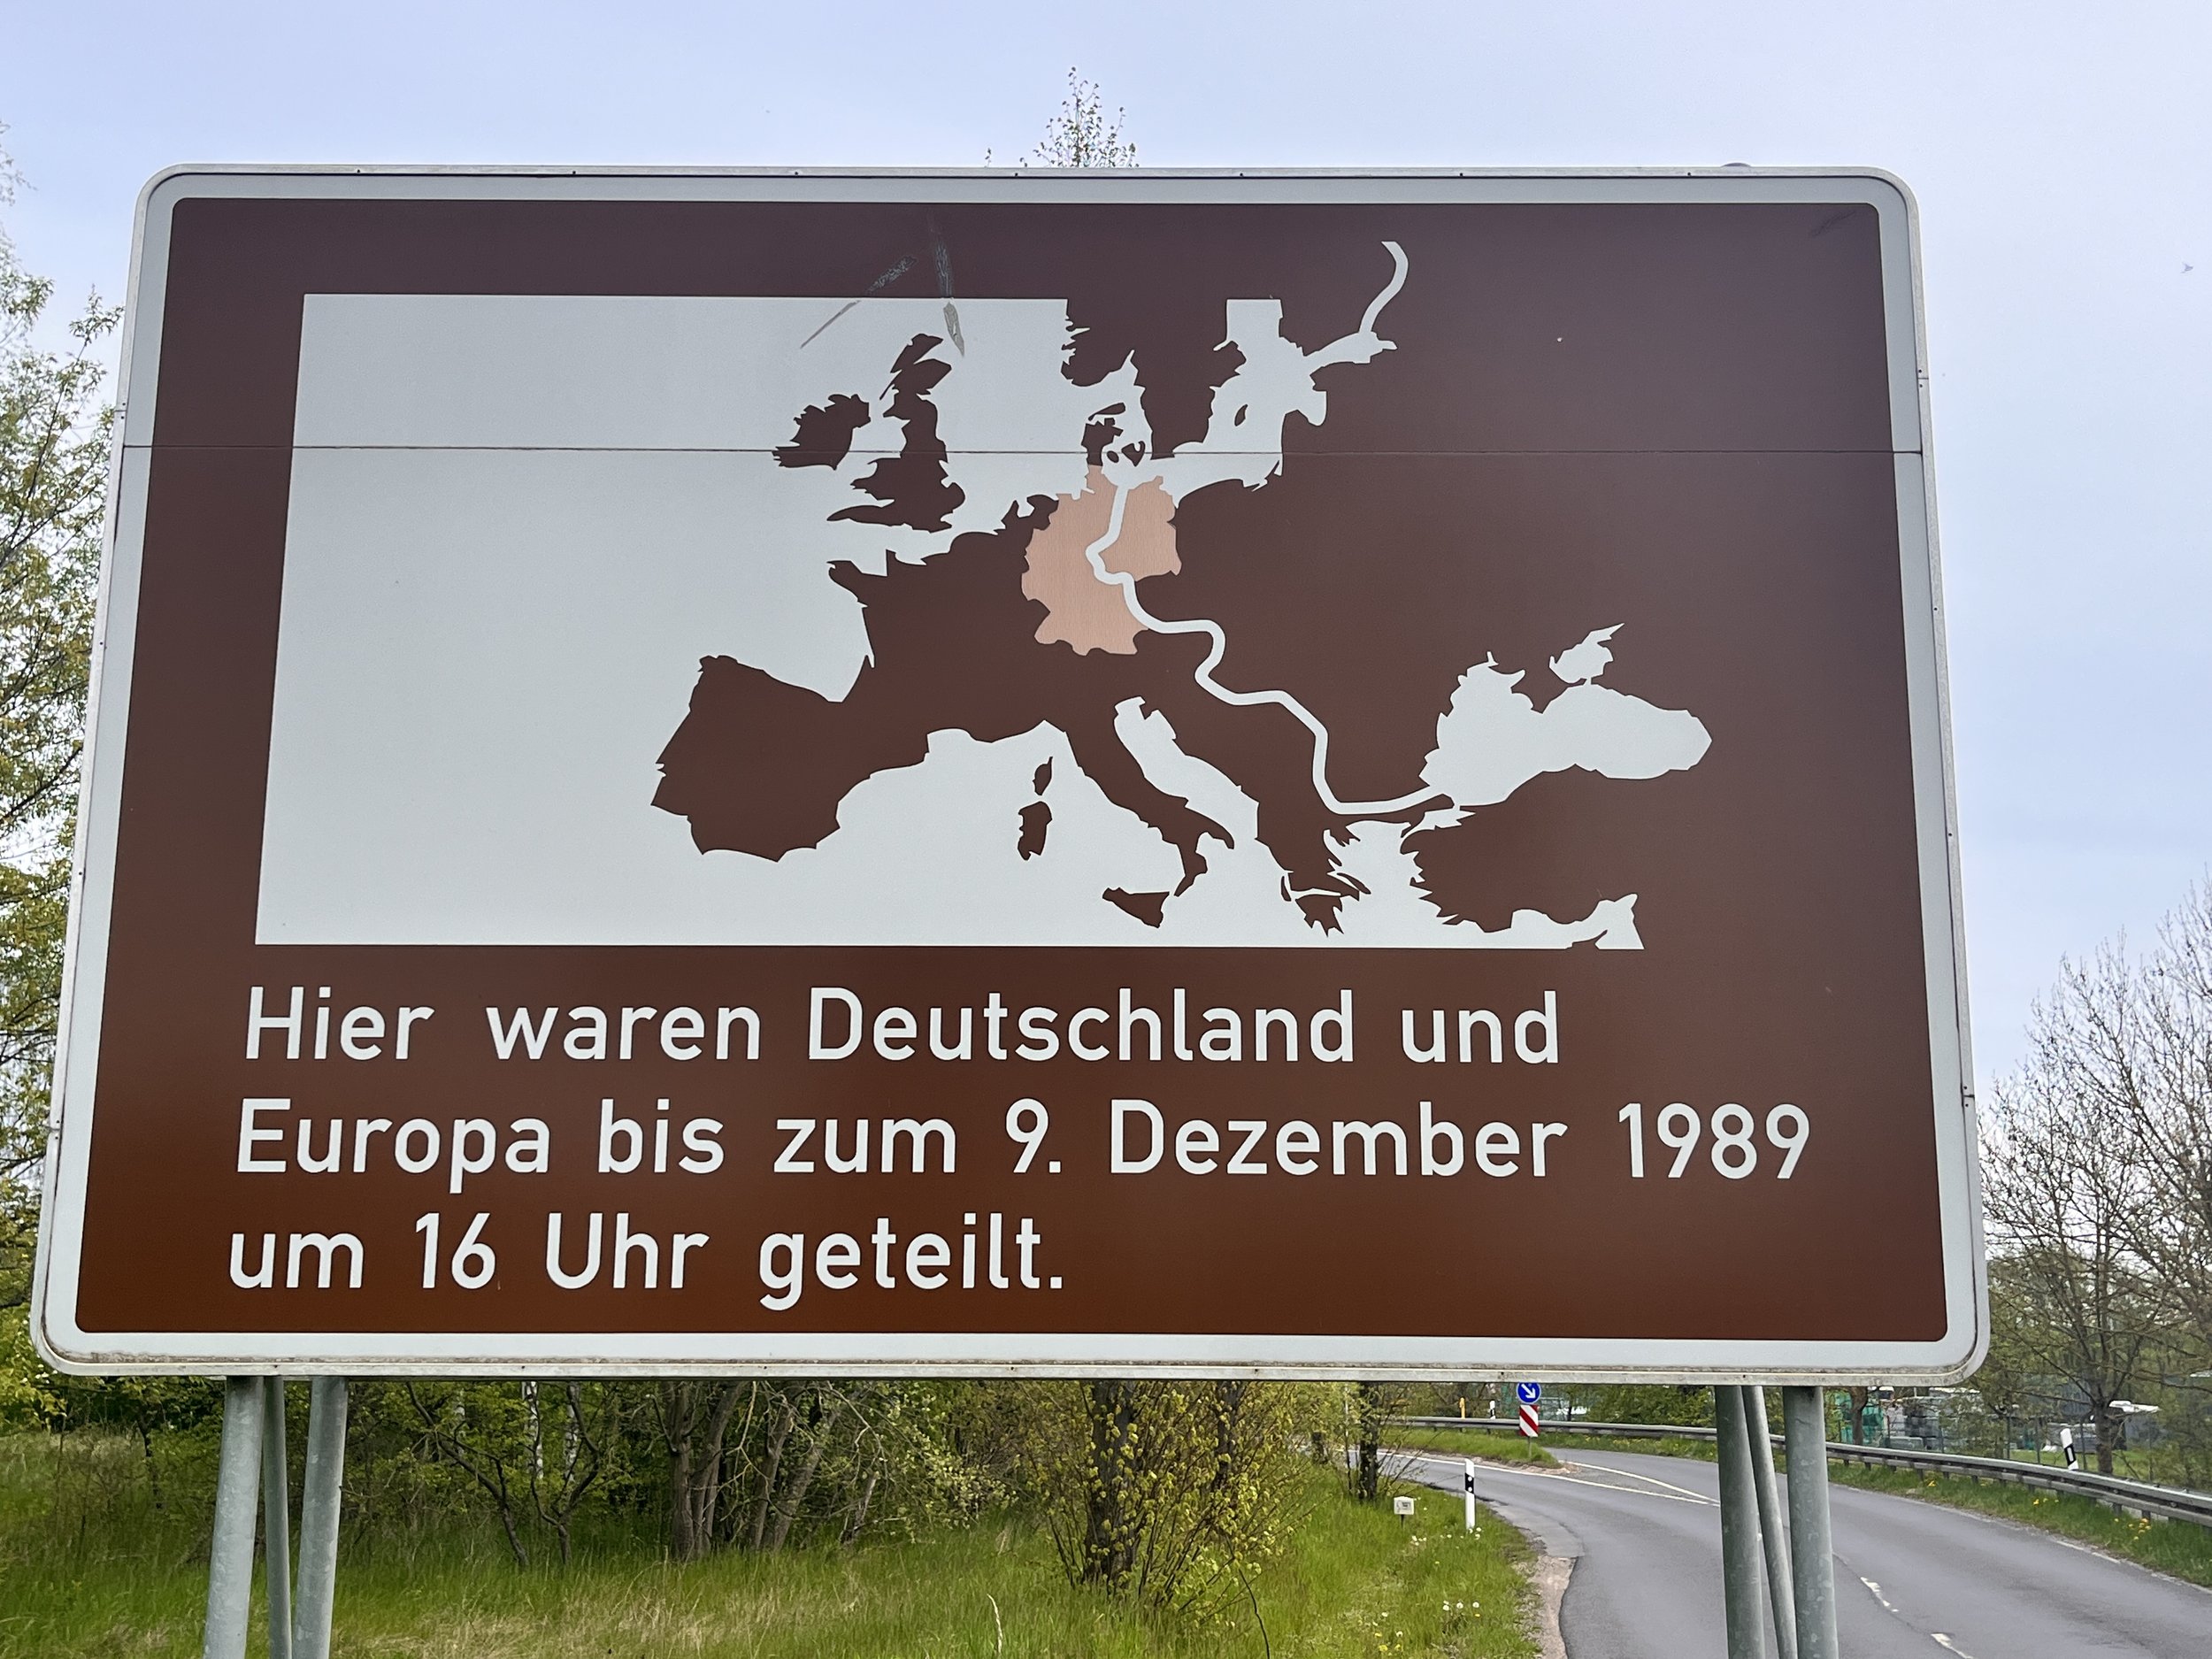 Hier waren Deutschland und
Europa bis zum 9. Dezember 1989
um 16 Uhr geteilt.